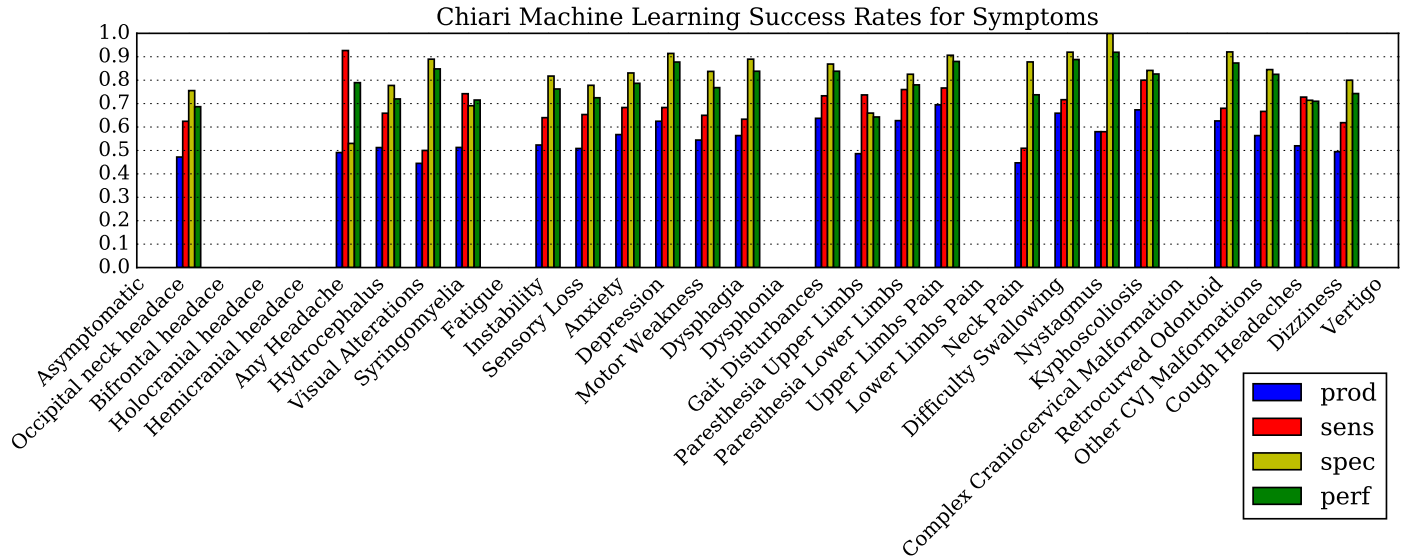 Chiari Machine Learning Success Rates for Symptoms
1.0
0.9
0.8
0.7
0.6
0.5
0.4
0.3
0.2
0.1
0.0
Asymptomatic
Occipital neck headace
Bifrontal headace
Holocranial headace
Hemicranial headace
Any Headache
Hydrocephalus
Visual Alterations
Syringomyelia
Fatigue
Instability
Sensory Loss
Anxiety
Depression
Motor Weakness
Dysphagia
Dysphonia
Gait Disturbances
Paresthesia Upper Limbs
Paresthesia Lower Limbs
Upper Limbs Pain
Lower Limbs Pain
Neck Pain
Difficulty Swallowing
Nystagmus
Kyphoscoliosis
Complex Craniocervical Malformation
Retrocurved Odontoid
Other CVJ Malformations
Cough Headaches
Dizziness
Vertigo
prod
sens
spec
perf